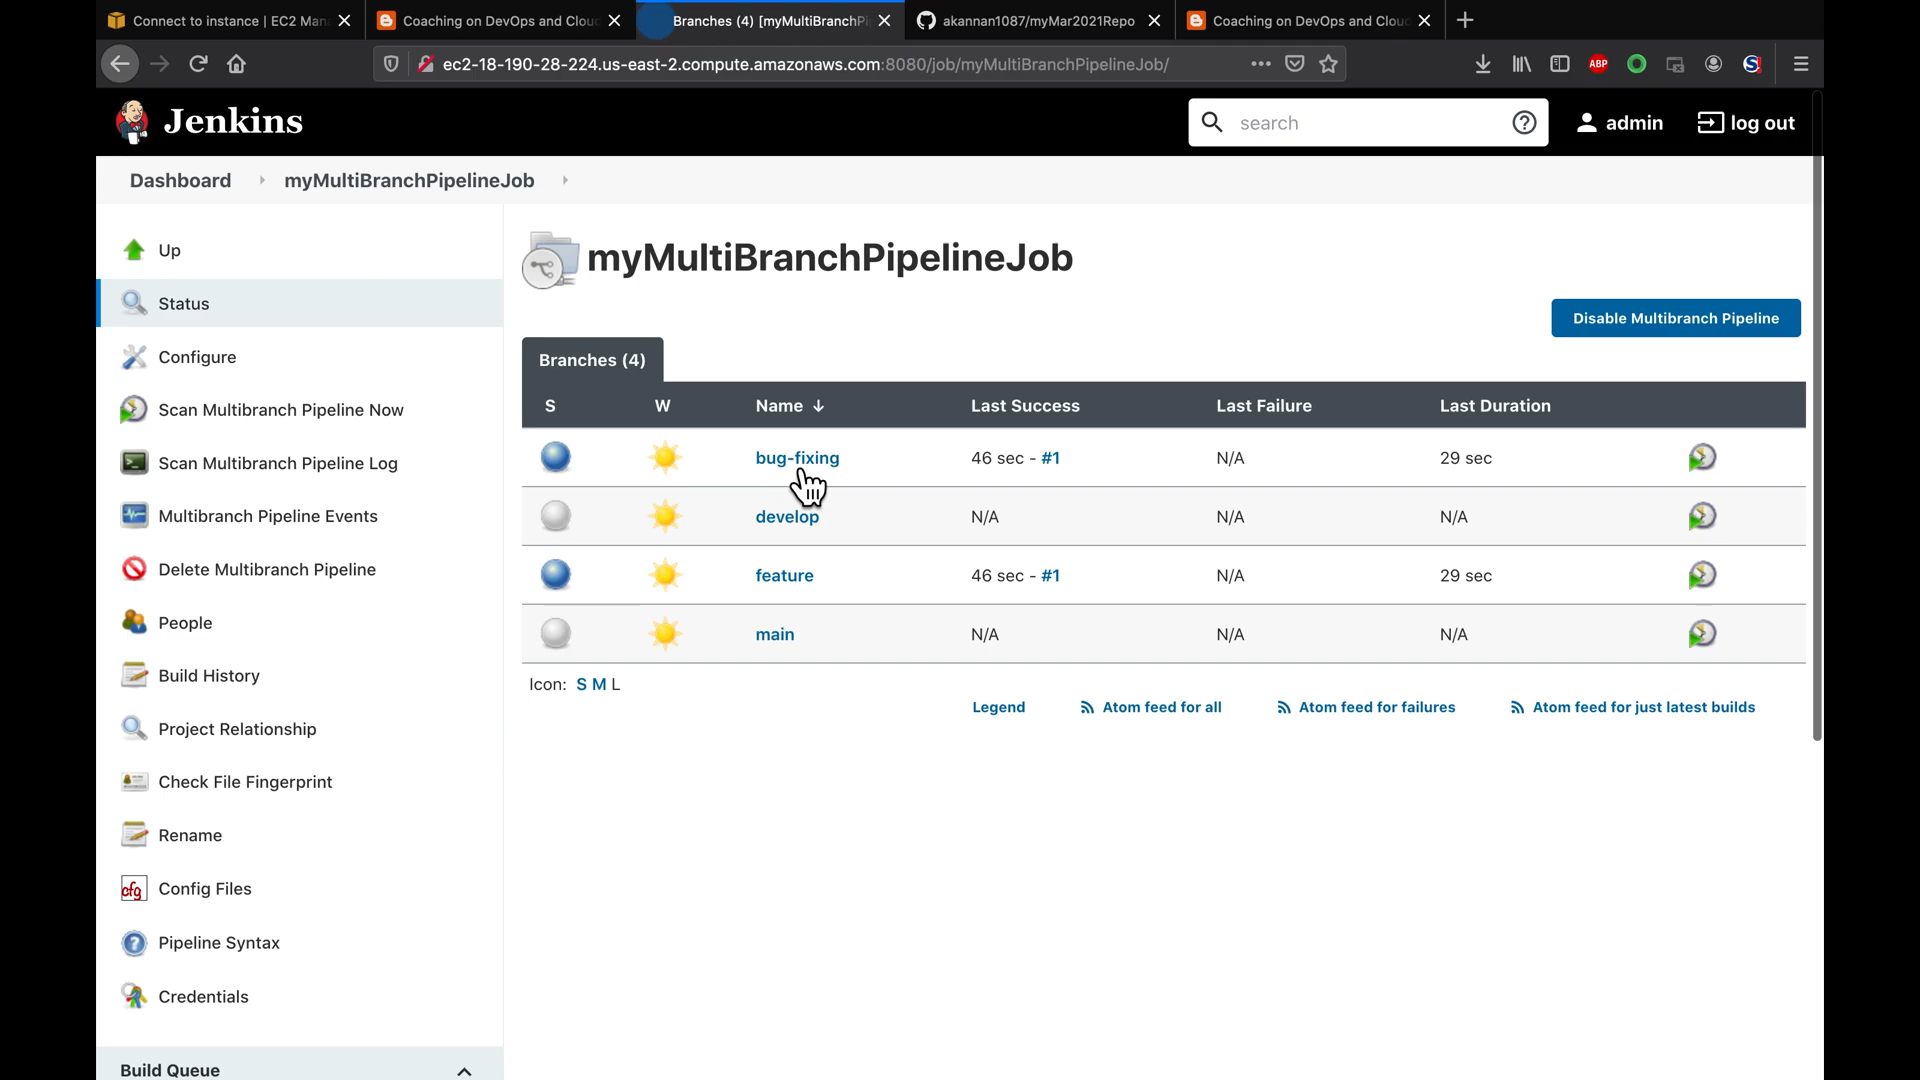 Connect to instance | EC2 Man
Coaching on DevOps and Clou
Branches (4) [myMultiBranchPi
akannan1087/myMar2021Repo
Coaching on DevOps and Clou
ec2-18-190-28-224.us-east-2.compute.amazonaws.com:8080/job/myMultiBranchPipelineJob/
ABP
S
Jenkins
search
admin
log out
Dashboard
myMultiBranchPipelineJob
Up
Status
Configure
Scan Multibranch Pipeline Now
Scan Multibranch Pipeline Log
Multibranch Pipeline Events
Delete Multibranch Pipeline
People
Build History
Project Relationship
Check File Fingerprint
Rename
cfg Config Files
Pipeline Syntax
Credentials
Build Queue
myMultiBranchPipelineJob
Disable Multibranch Pipeline
Branches (4)
S W Name ↓ Last Success Last Failure Last Duration
bug-fixing 46 sec - #1 N/A 29 sec
develop N/A N/A N/A
feature 46 sec - #1 N/A 29 sec
main N/A N/A N/A
Icon: S M L
Legend Atom feed for all Atom feed for failures Atom feed for just latest builds